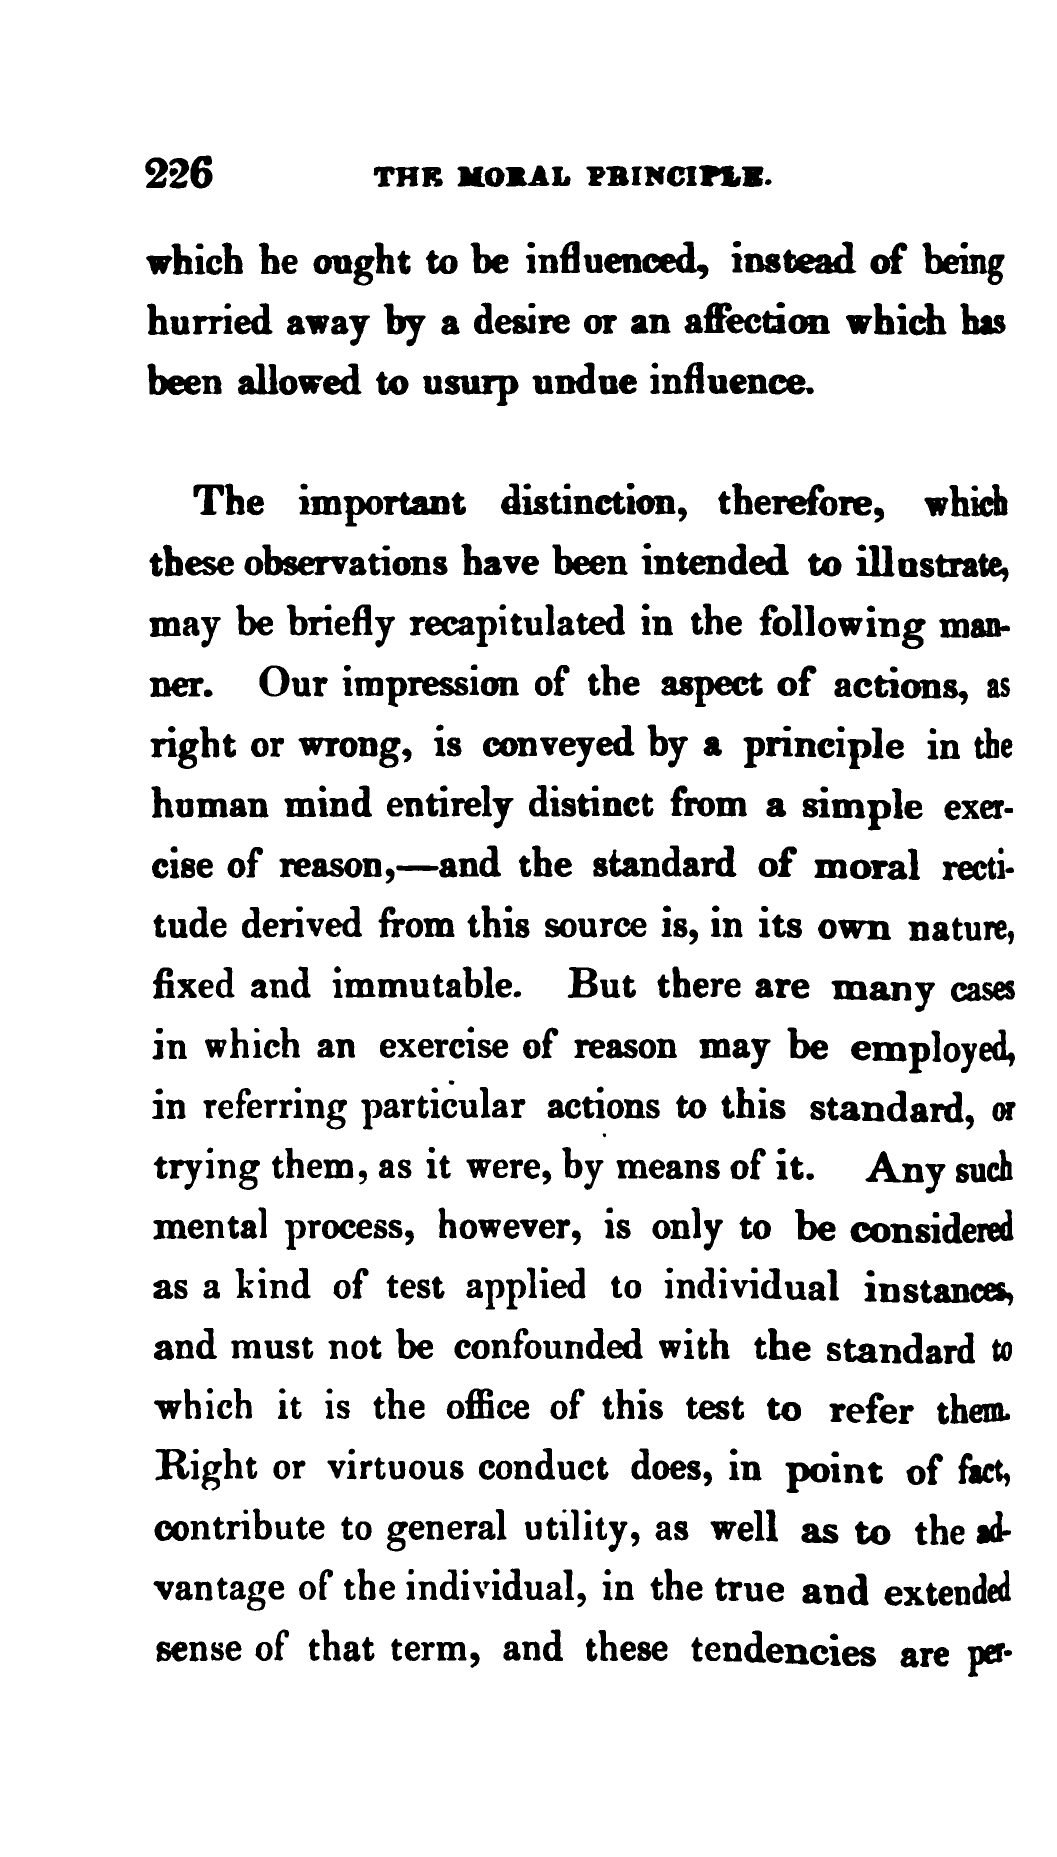 226 THE MORAL PRINCIPLE.
which he ought to be influenced, instead of being
hurried away by a desire or an affection which has
been allowed to usurp undue influence.
The important distinction, therefore, which
these observations have been intended to illustrate,
may be briefly recapitulated in the following man-
ner. Our impression of the aspect of actions, as
right or wrong, is conveyed by a principle in the
human mind entirely distinct from a simple exer-
cise of reason,—and the standard of moral recti-
tude derived from this source is, in its own nature,
fixed and immutable. But there are many cases
in which an exercise of reason may be employed,
in referring particular actions to this standard, or
trying them, as it were, by means of it. Any such
mental process, however, is only to be considered
as a kind of test applied to individual instances,
and must not be confounded with the standard to
which it is the office of this test to refer them.
Right or virtuous conduct does, in point of fact,
contribute to general utility, as well as to the ad-
vantage of the individual, in the true and extended
sense of that term, and these tendencies are per-